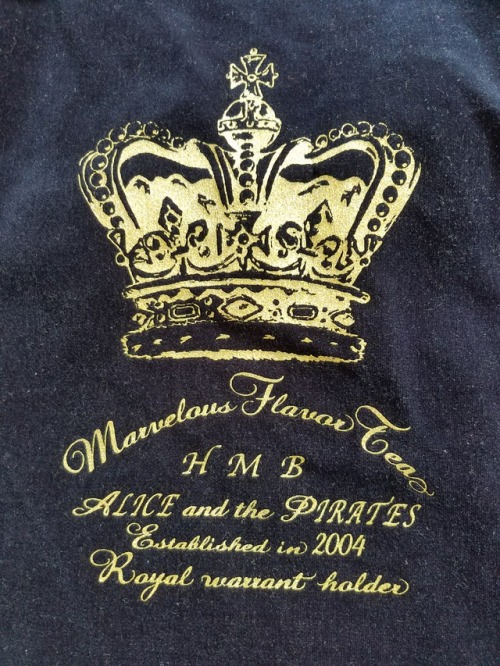 Marvelous Flavor Tea
H M B
ALICE and the PIRATES
Established in 2004
Royal warrant holder